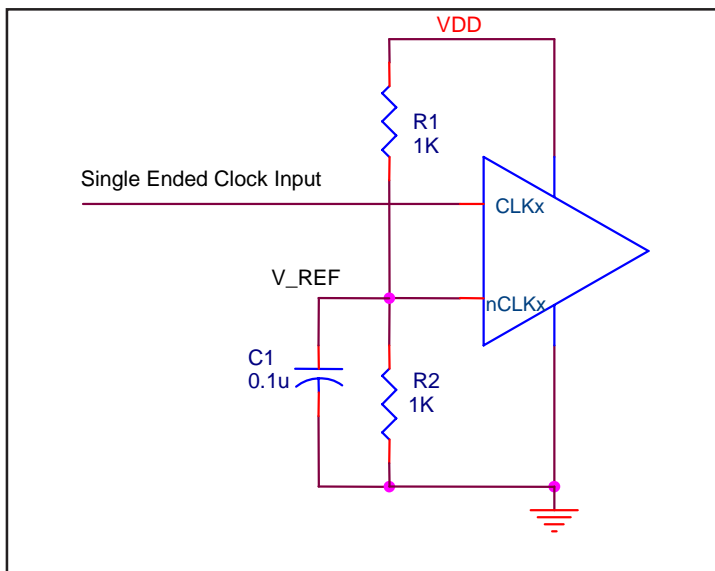 VDD
R1
1K
Single Ended Clock Input
CLKx
V_REF
nCLKx
C1
0.1u
R2
1K